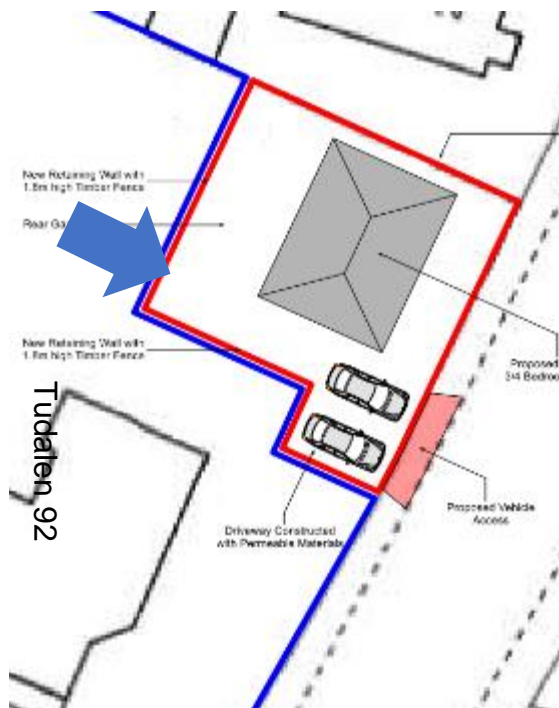 New Retaining Wall with
1.8m high Timber Fence
Rear
New Retaining Wall with
1.8m high Timber Fence
Proposed
3/4 Bedroo
Tudalen 92
Proposed Vehicle
Access
Driveway Constructed
with Permeable Materials